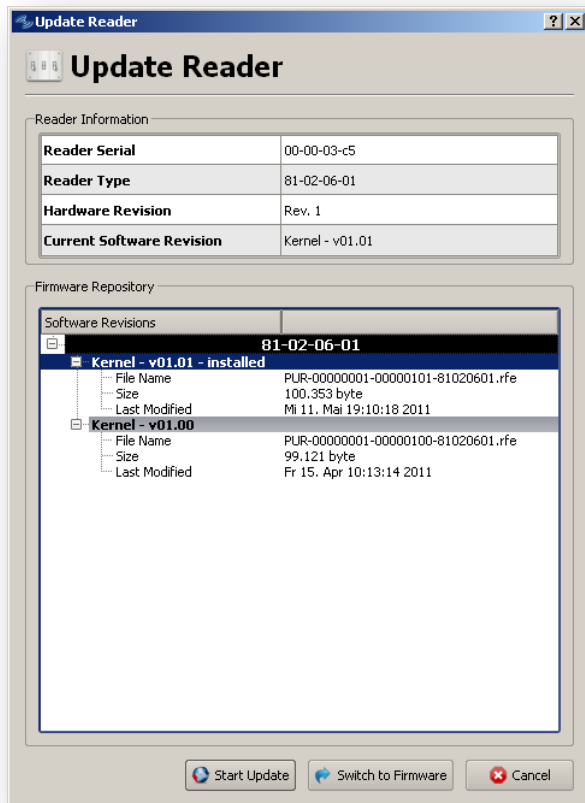 Update Reader
Update Reader
Reader Information
Reader Serial 00-00-03-c5
Reader Type 81-02-06-01
Hardware Revision Rev. 1
Current Software Revision Kernel - v01.01
Firmware Repository
Software Revisions
81-02-06-01
Kernel - v01.01 - installed
File Name PUR-00000001-00000101-81020601.rfe
Size 100.353 byte
Last Modified Mi 11. Mai 19:10:18 2011
Kernel - v01.00
File Name PUR-00000001-00000100-81020601.rfe
Size 99.121 byte
Last Modified Fr 15. Apr 10:13:14 2011
Start Update Switch to Firmware Cancel